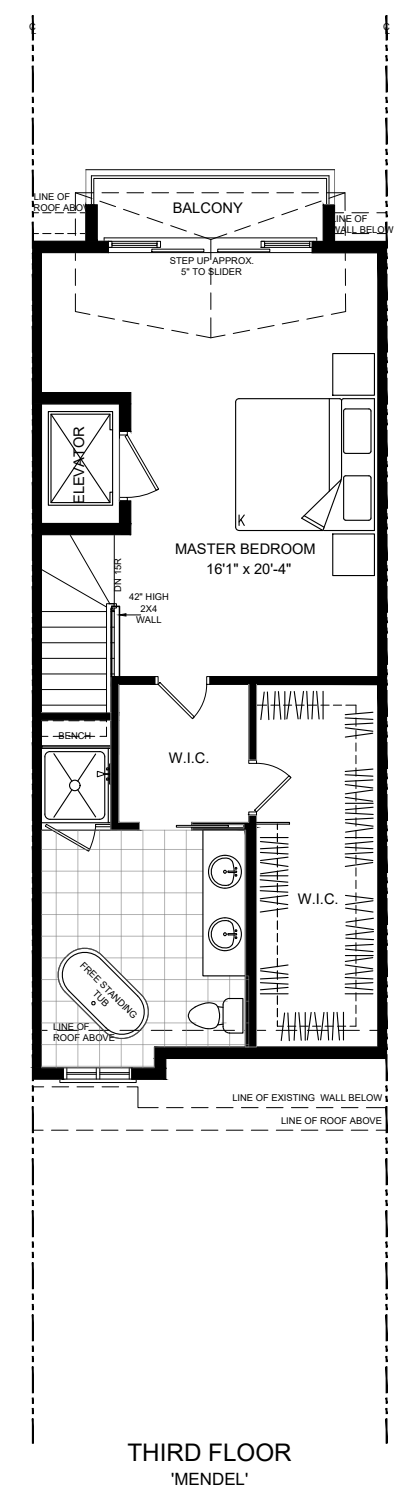 ℄ ℄
LINE OF
ROOF ABOVE
BALCONY
LINE OF
WALL BELOW
STEP UP APPROX.
5" TO SLIDER
ELEVATOR
K
MASTER BEDROOM
16'1" x 20'-4"
DN 15R
42" HIGH
2X4
WALL
BENCH
W.I.C.
W.I.C.
FREE STANDING
TUB
LINE OF
ROOF ABOVE
LINE OF EXISTING WALL BELOW
LINE OF ROOF ABOVE
THIRD FLOOR
'MENDEL'